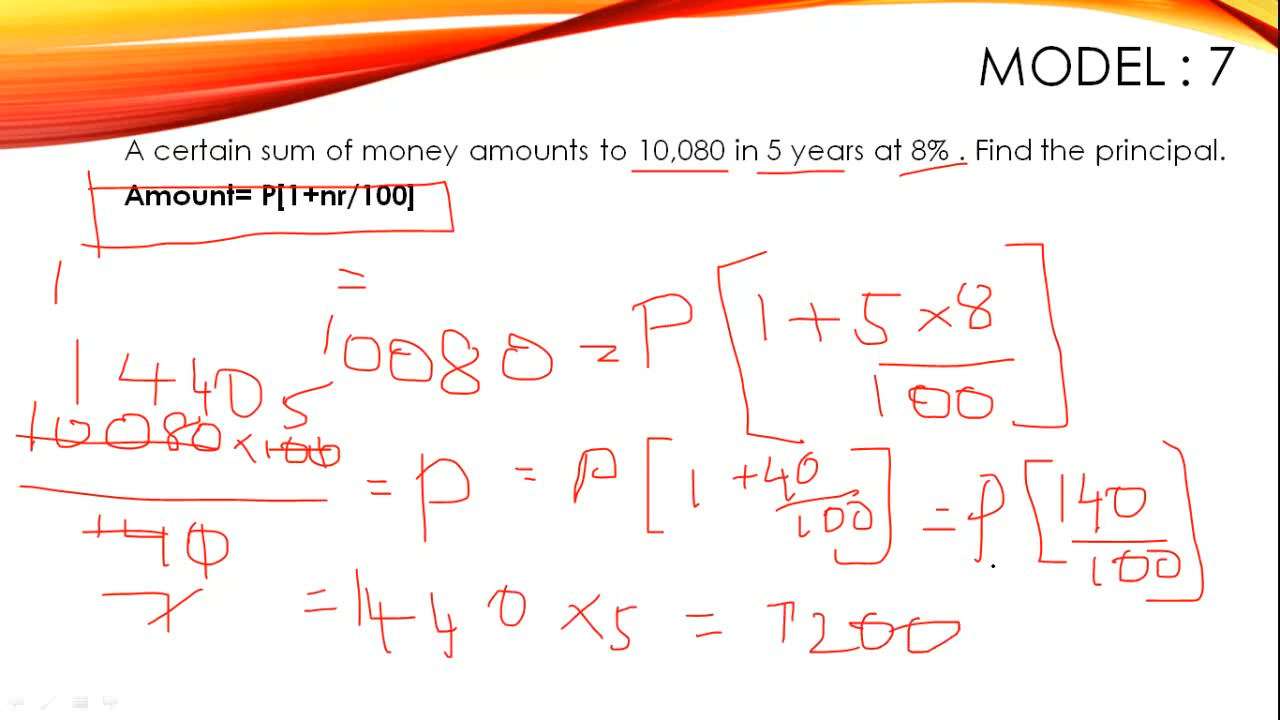 MODEL : 7
A certain sum of money amounts to 10,080 in 5 years at 8% . Find the principal.
Amount= P[1+nr/100]
1 =
10080 = P [ 1 + 5 × 8 / 100 ]
1440 5
10080 × 100 / 140 = P = P [ 1 + 40 / 100 ] = P [ 140 / 100 ]
7
= 1440 × 5 = 7200